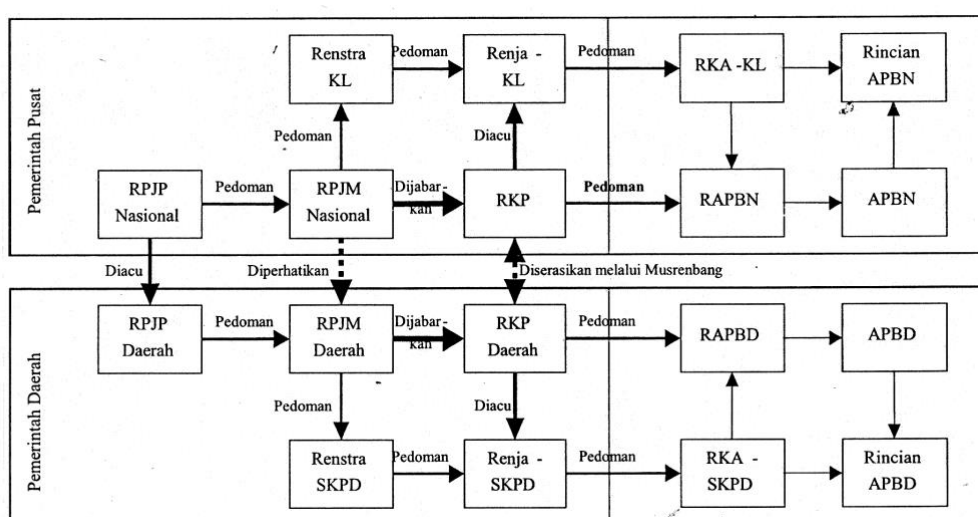 Pemerintah Pusat
Renstra
KL
Pedoman
Renja -
KL
Pedoman
RKA -KL
Rincian
APBN
Pedoman
Diacu
RPJP
Nasional
Pedoman
RPJM
Nasional
Dijabar-
kan
RKP
Pedoman
RAPBN
APBN
Diacu
Diperhatikan
Diserasikan melalui Musrenbang
Pemerintah Daerah
RPJP
Daerah
Pedoman
RPJM
Daerah
Dijabar-
kan
RKP
Daerah
Pedoman
RAPBD
APBD
Pedoman
Diacu
Renstra
SKPD
Pedoman
Renja -
SKPD
Pedoman
RKA -
SKPD
Rincian
APBD